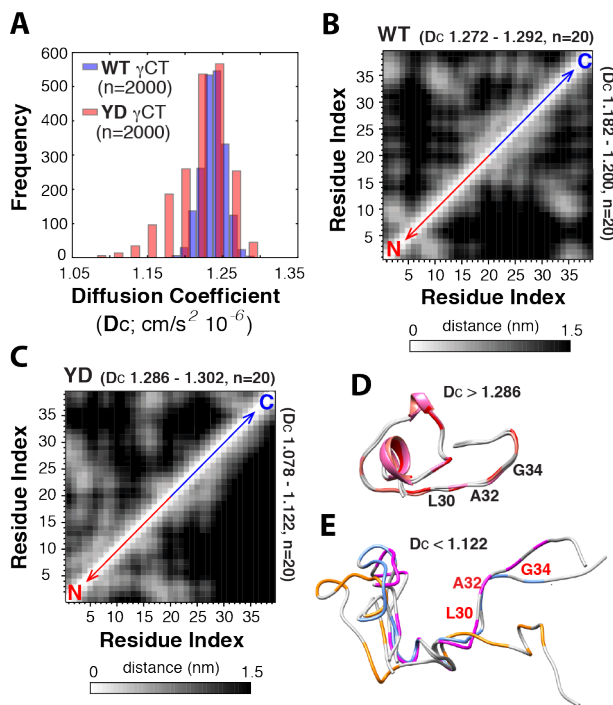 A
WT γCT
(n=2000)
YD γCT
(n=2000)
Frequency
600
500
400
300
200
100
0
1.05 1.15 1.25 1.35
Diffusion Coefficient
(Dc; cm/s² 10⁻⁶)
B
WT (Dc 1.272 - 1.292, n=20)
(Dc 1.182 - 1.200, n=20)
C
N
Residue Index
35
30
25
20
15
10
5
5 10 15 20 25 30 35
Residue Index
0 distance (nm) 1.5
C
YD (Dc 1.286 - 1.302, n=20)
(Dc 1.078 - 1.122, n=20)
C
N
Residue Index
35
30
25
20
15
10
5
5 10 15 20 25 30 35
Residue Index
distance (nm)
0 1.5
D
Dc > 1.286
G34
L30 A32
E
Dc < 1.122
G34
A32
L30